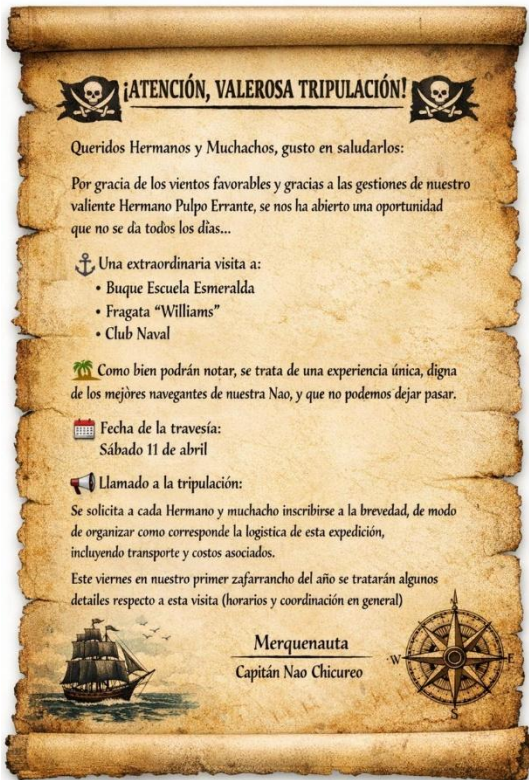 ¡ATENCIÓN, VALEROSA TRIPULACIÓN!
Queridos Hermanos y Muchachos, gusto en saludarlos:
Por gracia de los vientos favorables y gracias a las gestiones de nuestro
valiente Hermano Pulpo Errante, se nos ha abierto una oportunidad
que no se da todos los días...
Una extraordinaria visita a:
• Buque Escuela Esmeralda
• Fragata “Williams”
• Club Naval
Como bien podrán notar, se trata de una experiencia única, digna
de los mejòres navegantes de nuestra Nao, y que no podemos dejar pasar.
Fecha de la travesía:
Sábado 11 de abril
Llamado a la tripulación:
Se solicita a cada Hermano y muchacho inscribirse a la brevedad, de modo
de organizar como corresponde la logistica de esta expedición,
incluyendo transporte y costos asociados.
Este viernes en nuestro primer zafarrancho del año se tratarán algunos
detailes respecto a esta visita (horarios y coordinación en general)
Merquenauta
Capitán Nao Chicureo
W
E
S